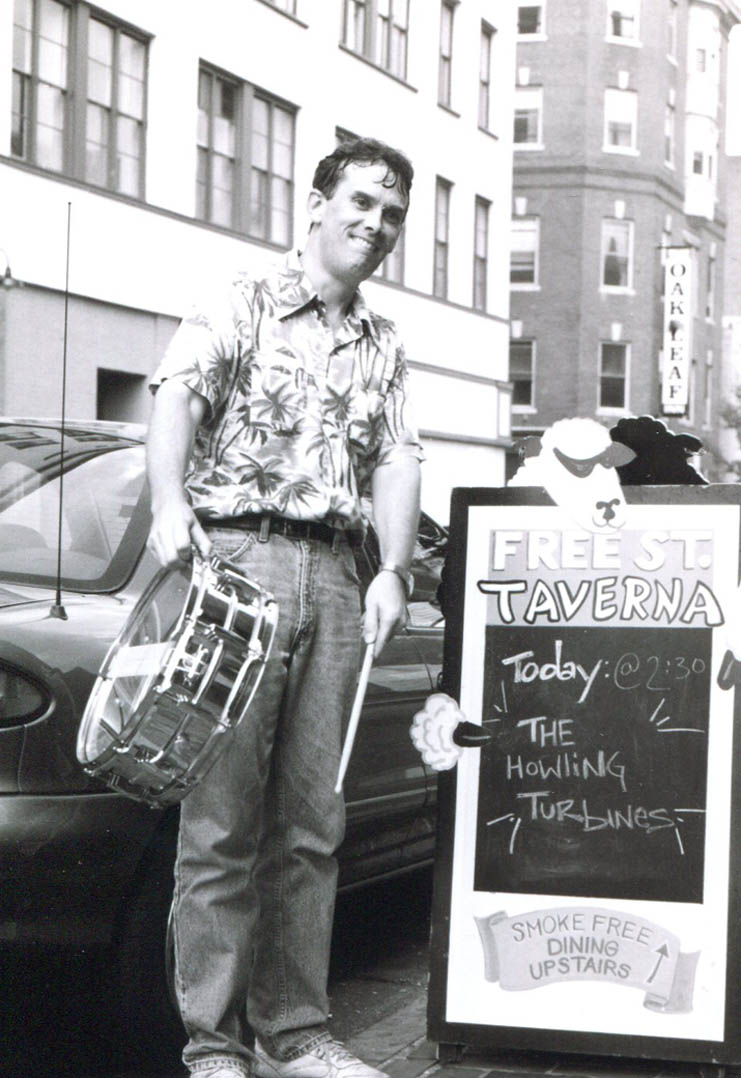 OAK LEAF
FREE ST.
TAVERNA
Today: @ 2:30
THE
HOWLING
TURBINES
SMOKE FREE
DINING
UPSTAIRS